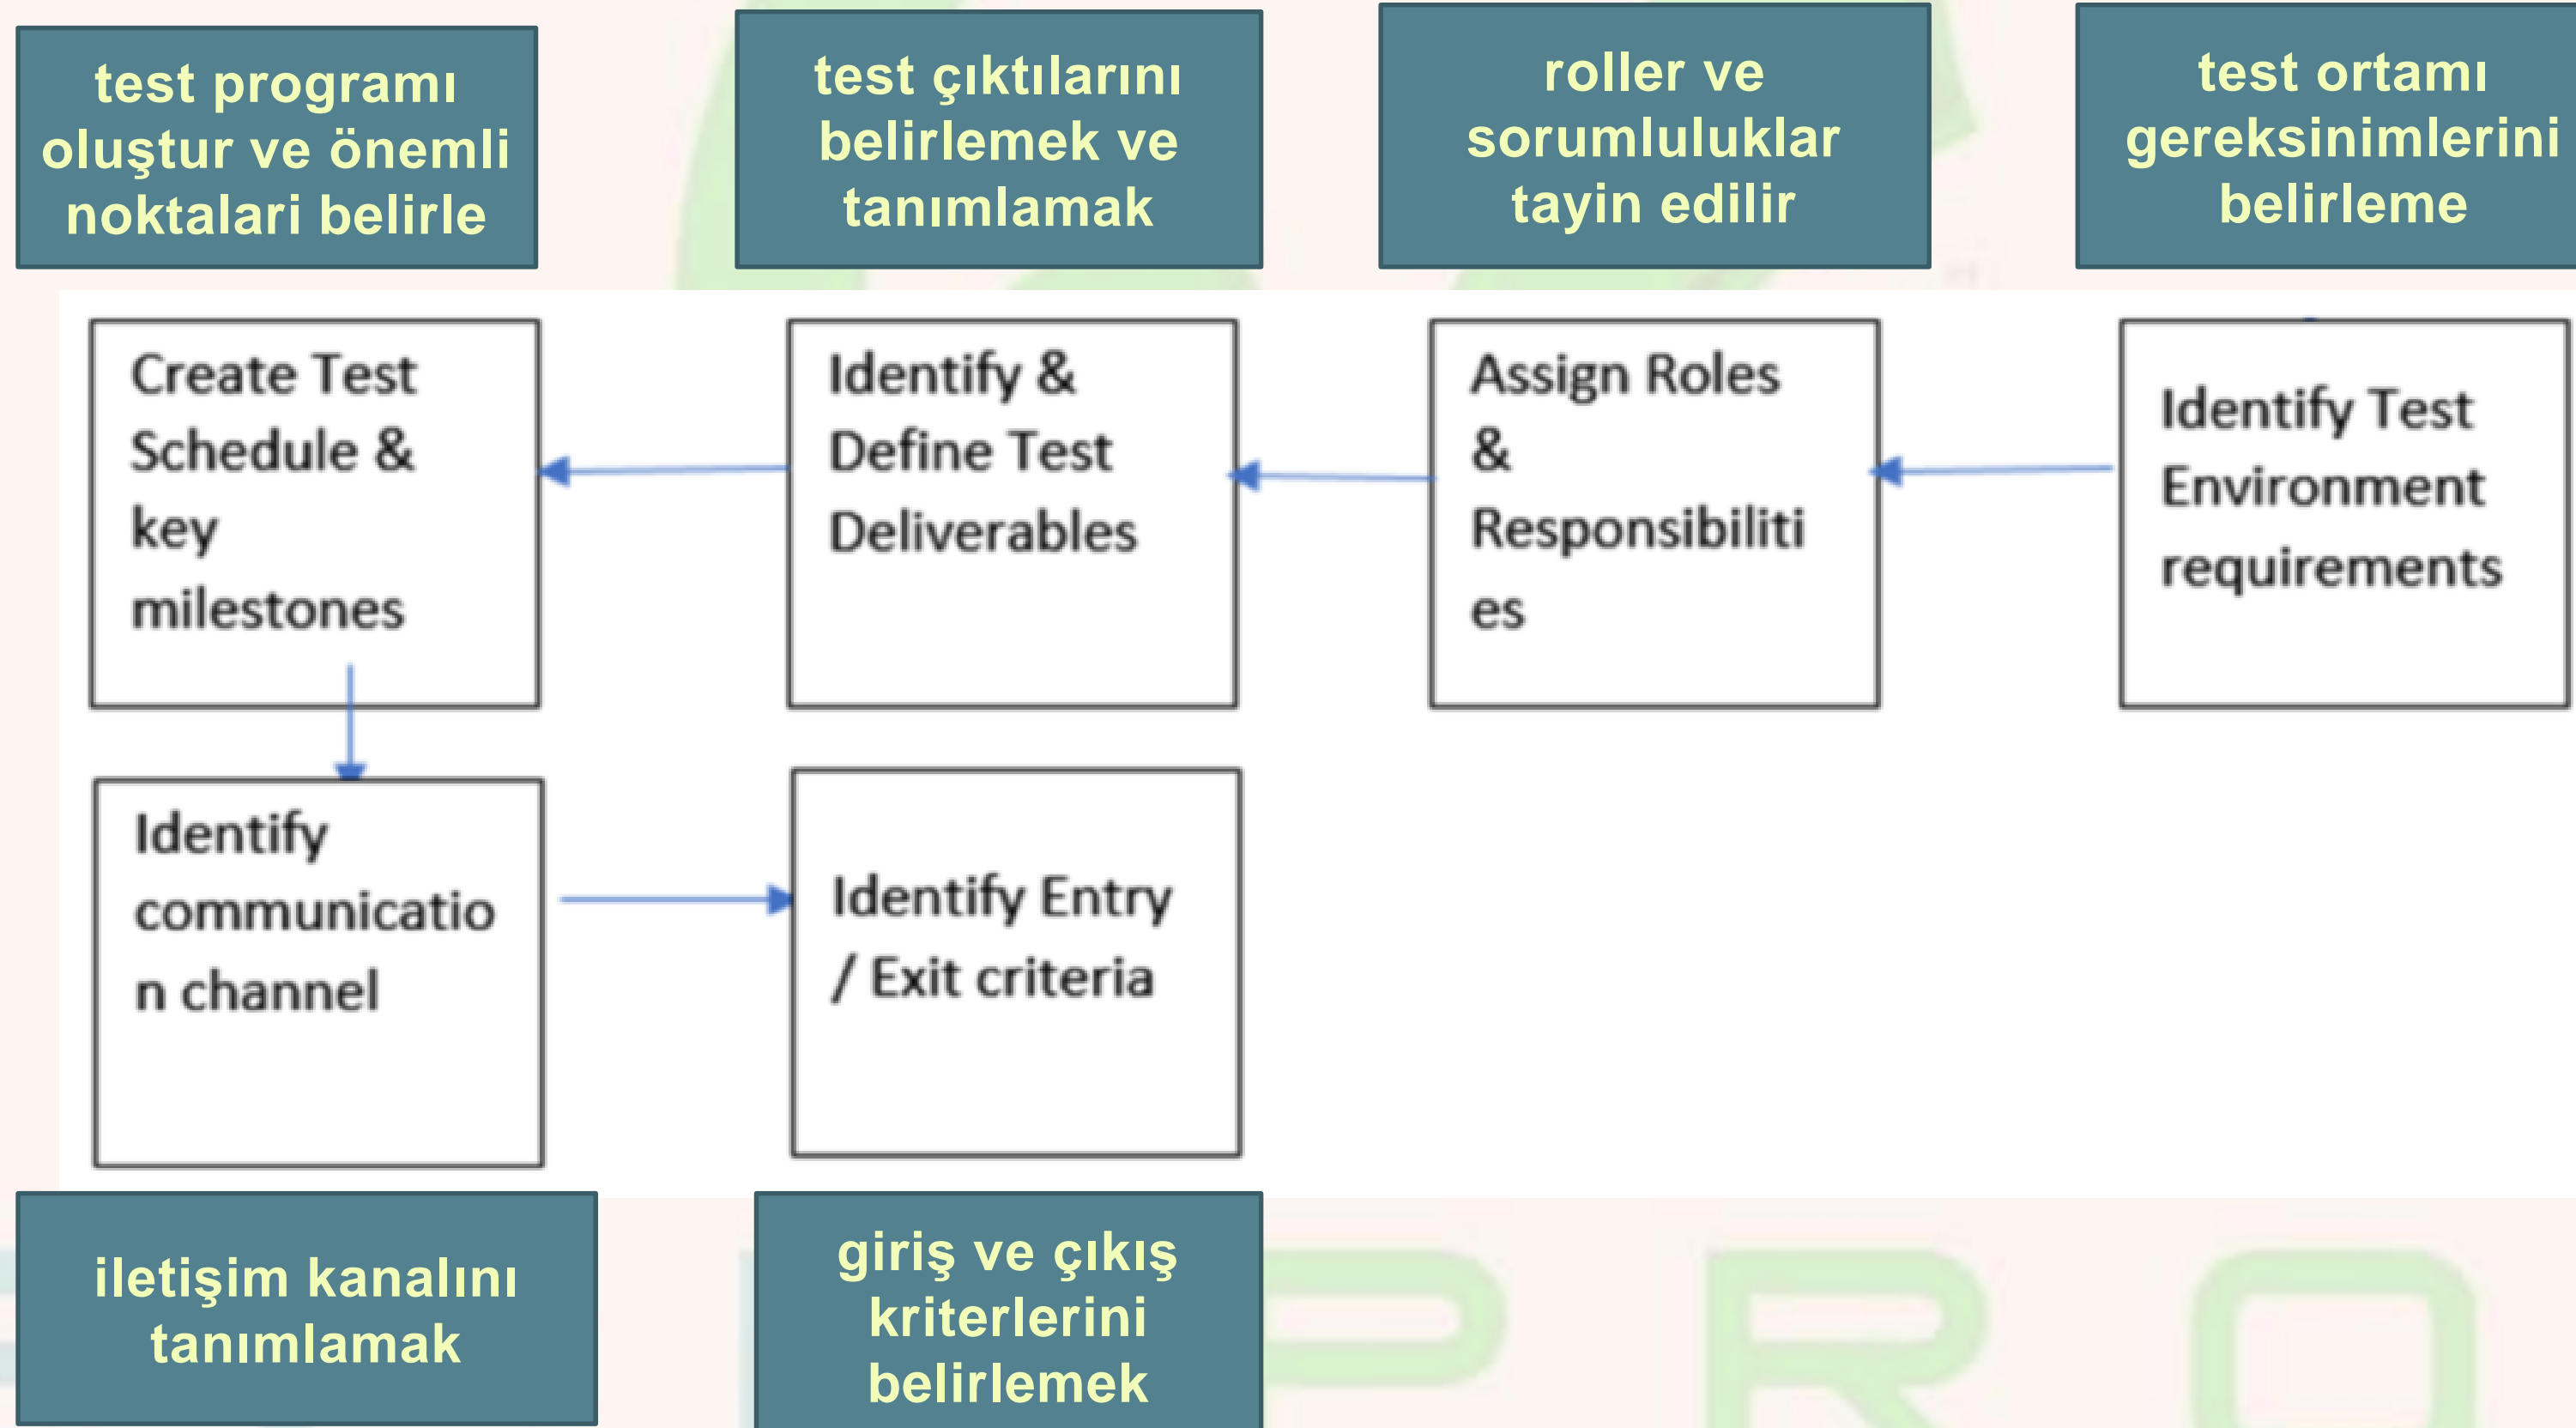 test programı
oluştur ve önemli
noktalari belirle
test çıktılarını
belirlemek ve
tanımlamak
roller ve
sorumluluklar
tayin edilir
test ortamı
gereksinimlerini
belirleme
Create Test
Schedule &
key
milestones
Identify &
Define Test
Deliverables
Assign Roles
&
Responsibiliti
es
Identify Test
Environment
requirements
Identify
communicatio
n channel
Identify Entry
/ Exit criteria
iletişim kanalını
tanımlamak
giriş ve çıkış
kriterlerini
belirlemek
P R O